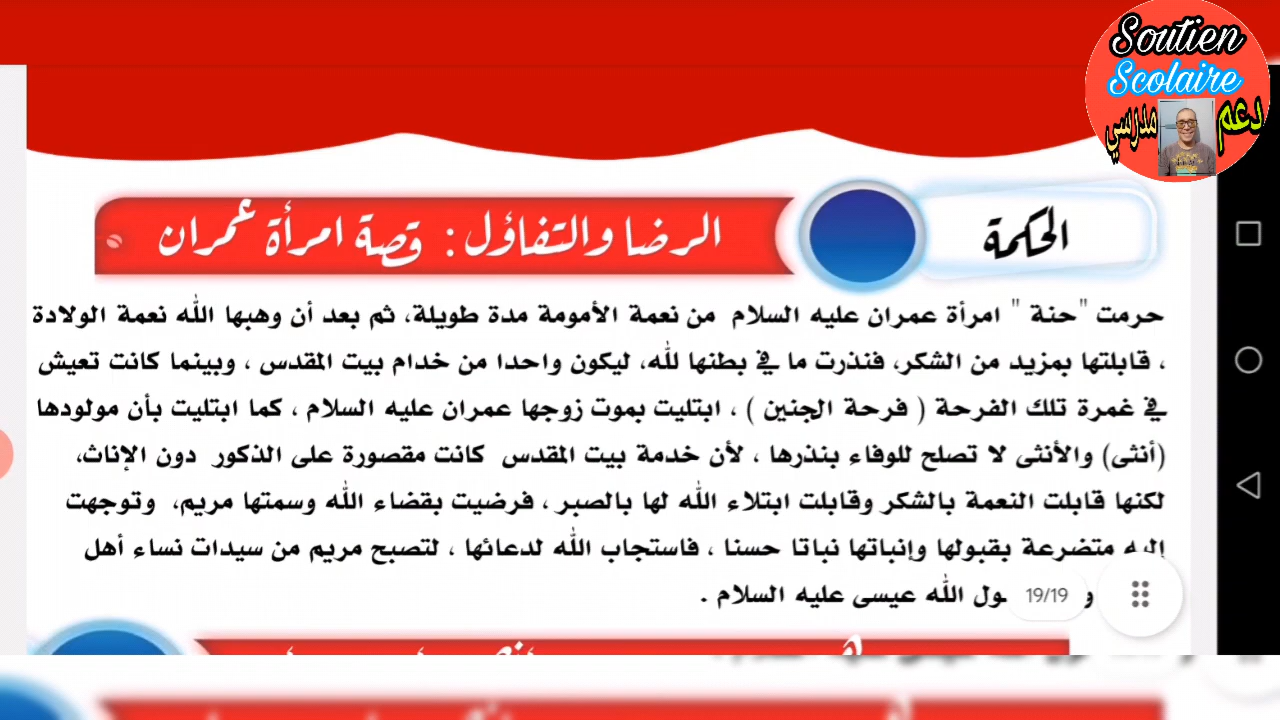 Soutien
Scolaire
دعم مدرسي
الحكمة
الرضا والتفاؤل: قصة امرأة عمران
حرمت "حنة " امرأة عمران عليه السلام من نعمة الأمومة مدة طويلة، ثم بعد أن وهبها الله نعمة الولادة
، قابلتها بمزيد من الشكر، فنذرت ما في بطنها لله، ليكون واحدا من خدام بيت المقدس ، وبينما كانت تعيش
في غمرة تلك الفرحة ( فرحة الجنين ) ، ابتليت بموت زوجها عمران عليه السلام ، كما ابتليت بأن مولودها
(أنثى) والأنثى لا تصلح للوفاء بنذرها ، لأن خدمة بيت المقدس كانت مقصورة على الذكور دون الإناث،
لكنها قابلت النعمة بالشكر وقابلت ابتلاء الله لها بالصبر ، فرضيت بقضاء الله وسمتها مريم، وتوجهت
إليه متضرعة بقبولها وإنباتها نباتا حسنا ، فاستجاب الله لدعائها ، لتصبح مريم من سيدات نساء أهل
الله عيسى عليه السلام .
19/19